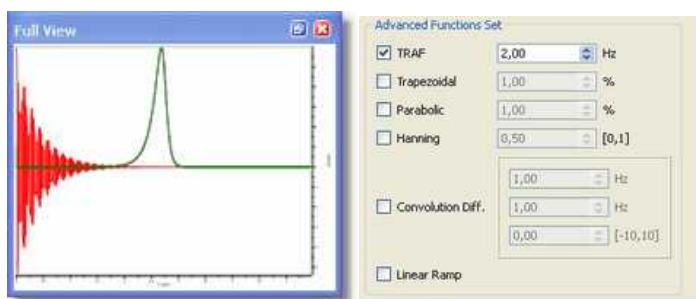 Full View
Advanced Functions Set
TRAF 2,00 Hz
Trapezoidal 1,00 %
Parabolic 1,00 %
Hanning 0,50 [0,1]
1,00 Hz
Convolution Diff. 1,00 Hz
0,00 [-10,10]
Linear Ramp